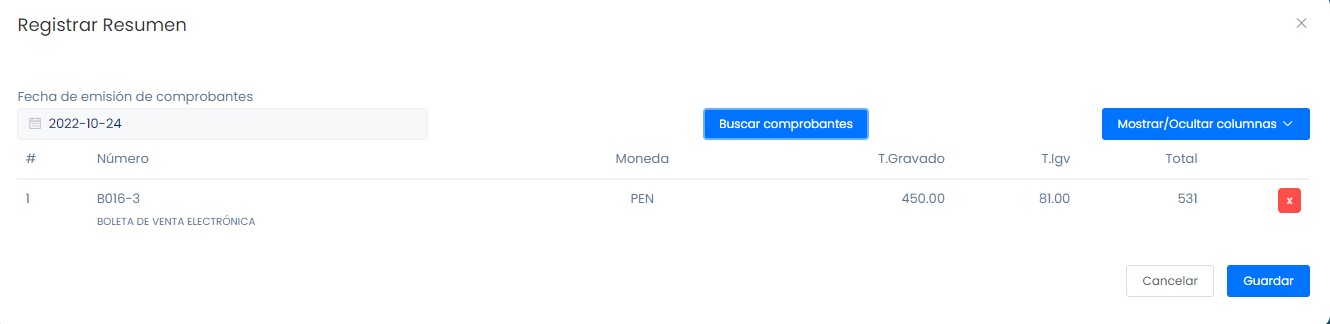 Registrar Resumen
Fecha de emisión de comprobantes
2022-10-24 Buscar comprobantes Mostrar/Ocultar columnas
# Número Moneda T.Gravado T.Igv Total
1 B016-3 PEN 450.00 81.00 531 x
BOLETA DE VENTA ELECTRÓNICA
Cancelar Guardar